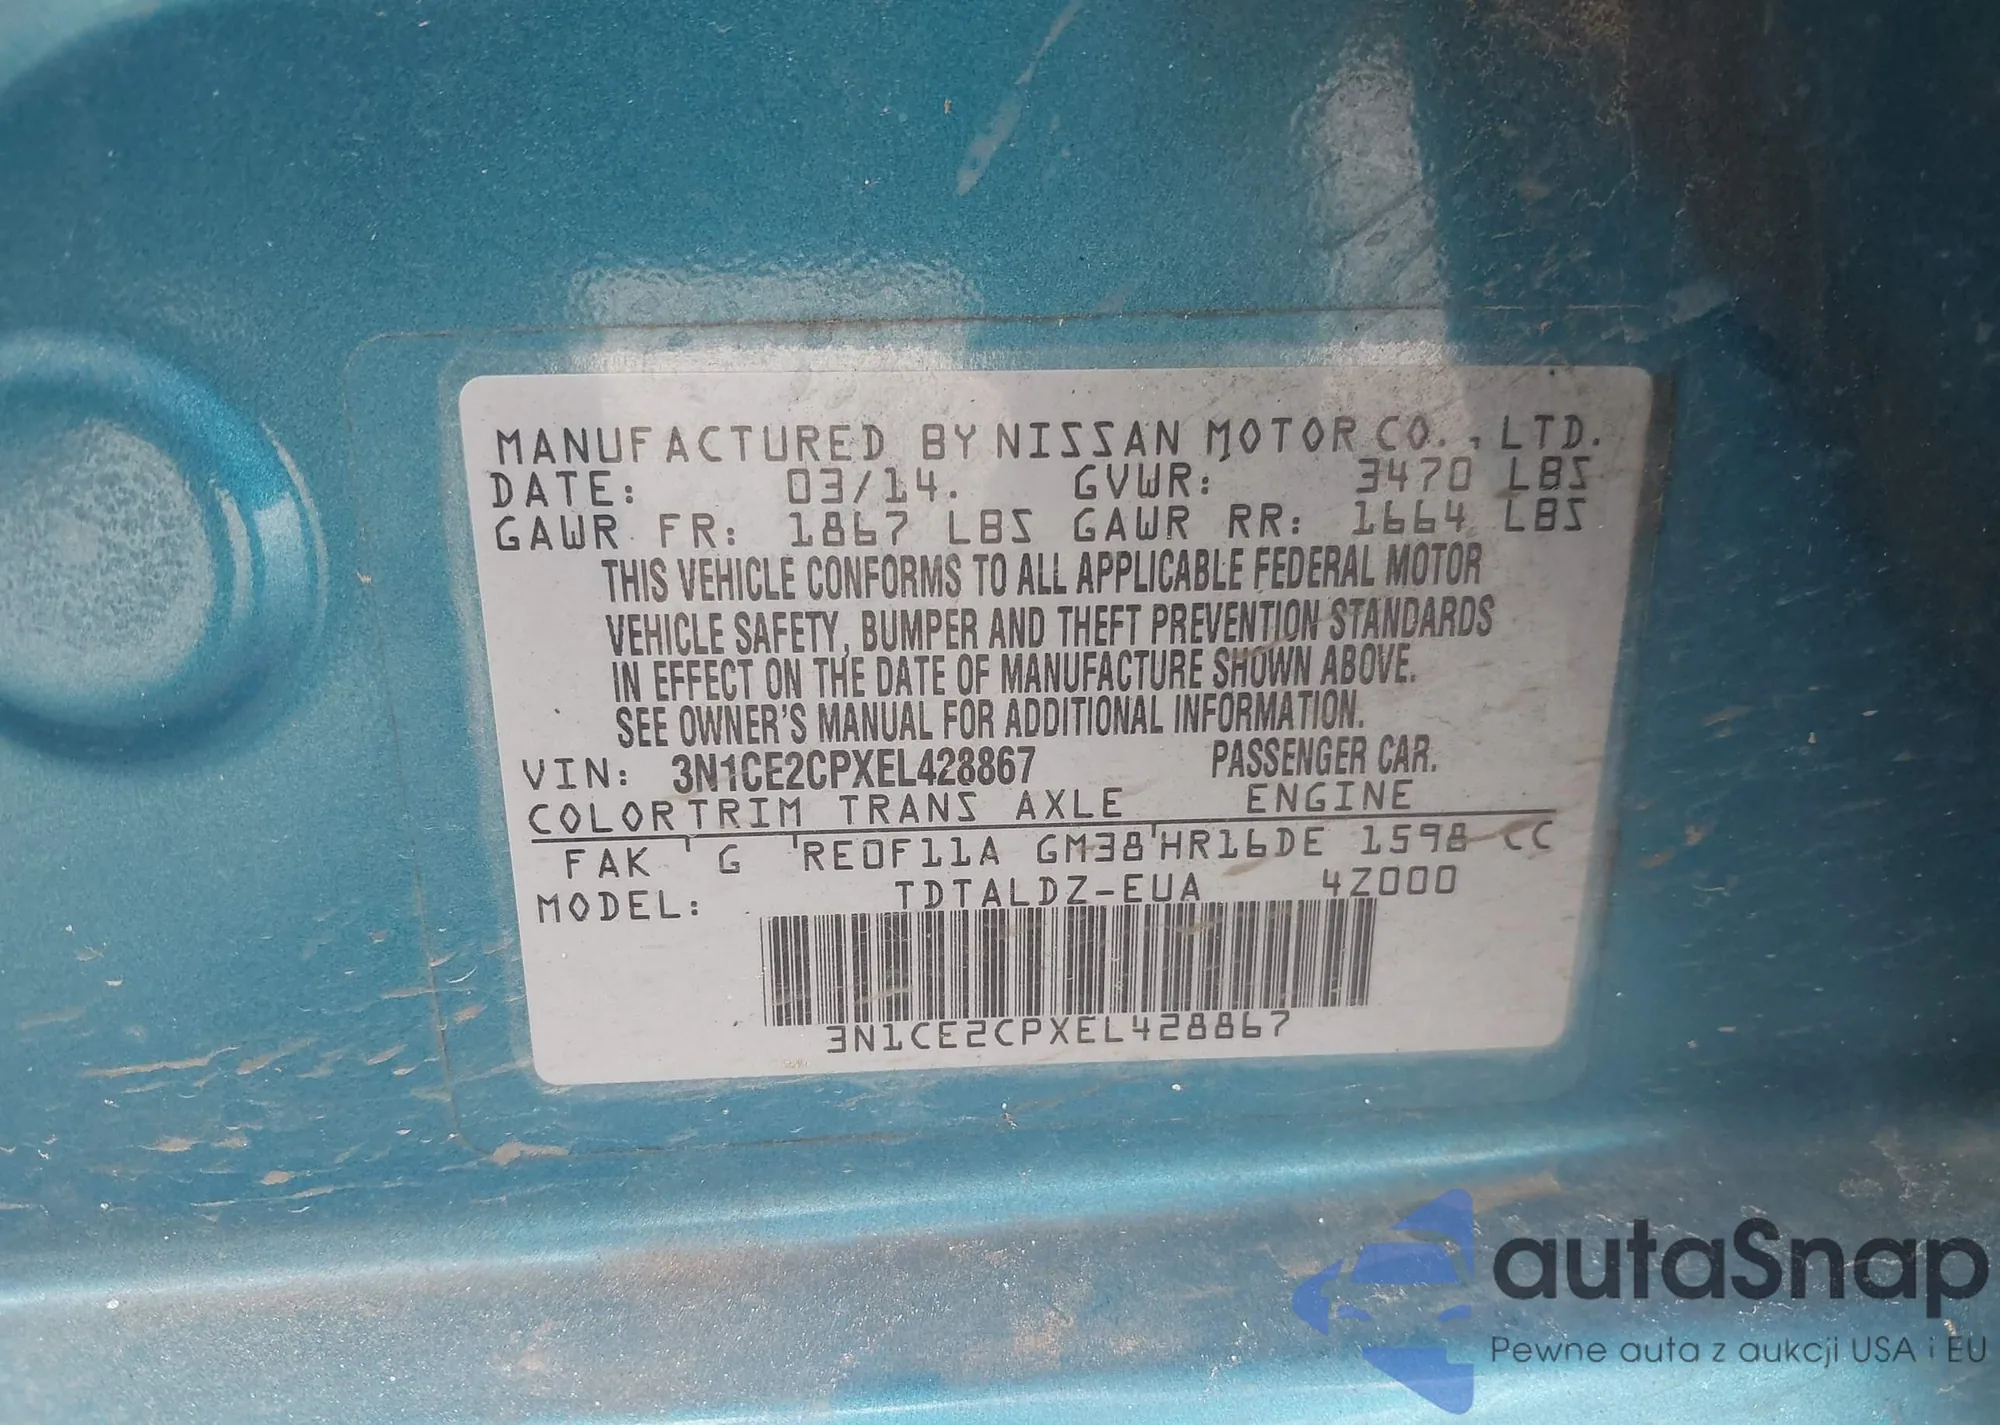 MANUFACTURED BY NISSAN MOTOR CO., LTD.
DATE: 03/14. GVWR: 3470 LBS
GAWR FR: 1867 LBS GAWR RR: 1664 LBS
THIS VEHICLE CONFORMS TO ALL APPLICABLE FEDERAL MOTOR
VEHICLE SAFETY, BUMPER AND THEFT PREVENTION STANDARDS
IN EFFECT ON THE DATE OF MANUFACTURE SHOWN ABOVE.
SEE OWNER'S MANUAL FOR ADDITIONAL INFORMATION.
VIN: 3N1CE2CPXEL428867 PASSENGER CAR.
COLOR TRIM TRANS AXLE ENGINE
FAK G RE0F11A GM38 HR16DE 1598 CC
MODEL: TDTALDZ-EUA 4Z000
3N1CE2CPXEL428867
autaSnap
Pewne auta z aukcji USA i EU